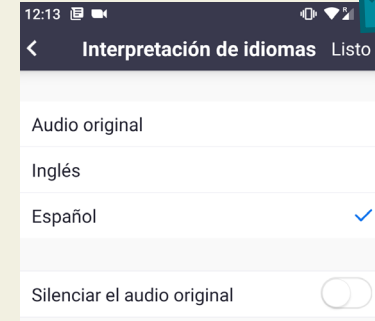 12:13
Interpretación de idiomas Listo
Audio original
Inglés
Español
Silenciar el audio original